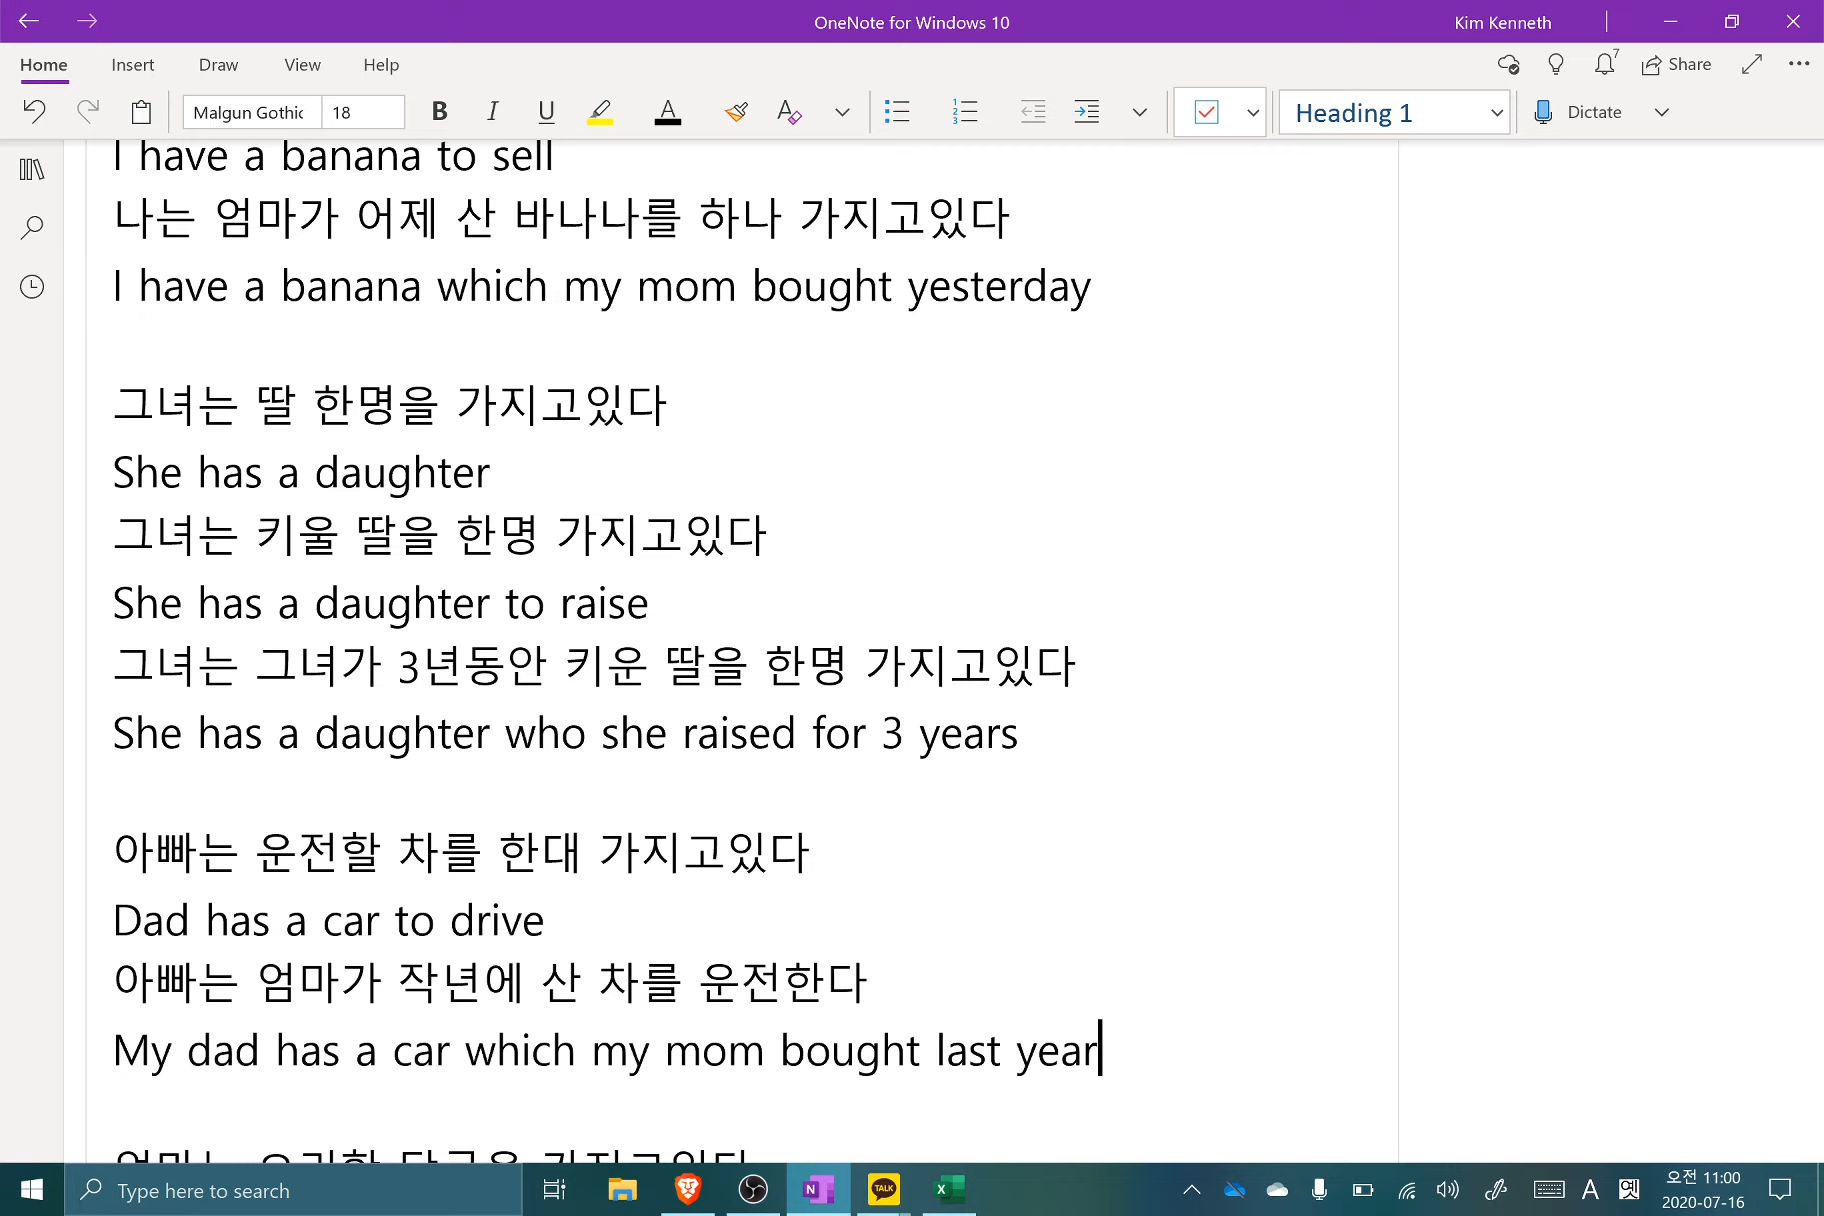 OneNote for Windows 10
Kim Kenneth
Home Insert Draw View Help
7
Share
Malgun Gothic 18
B I U A A
Heading 1
Dictate
I have a banana to sell
나는 엄마가 어제 산 바나나를 하나 가지고있다
I have a banana which my mom bought yesterday
그녀는 딸 한명을 가지고있다
She has a daughter
그녀는 키울 딸을 한명 가지고있다
She has a daughter to raise
그녀는 그녀가 3년동안 키운 딸을 한명 가지고있다
She has a daughter who she raised for 3 years
아빠는 운전할 차를 한대 가지고있다
Dad has a car to drive
아빠는 엄마가 작년에 산 차를 운전한다
My dad has a car which my mom bought last year
Type here to search
N
TALK
X
A
오전 11:00
2020-07-16